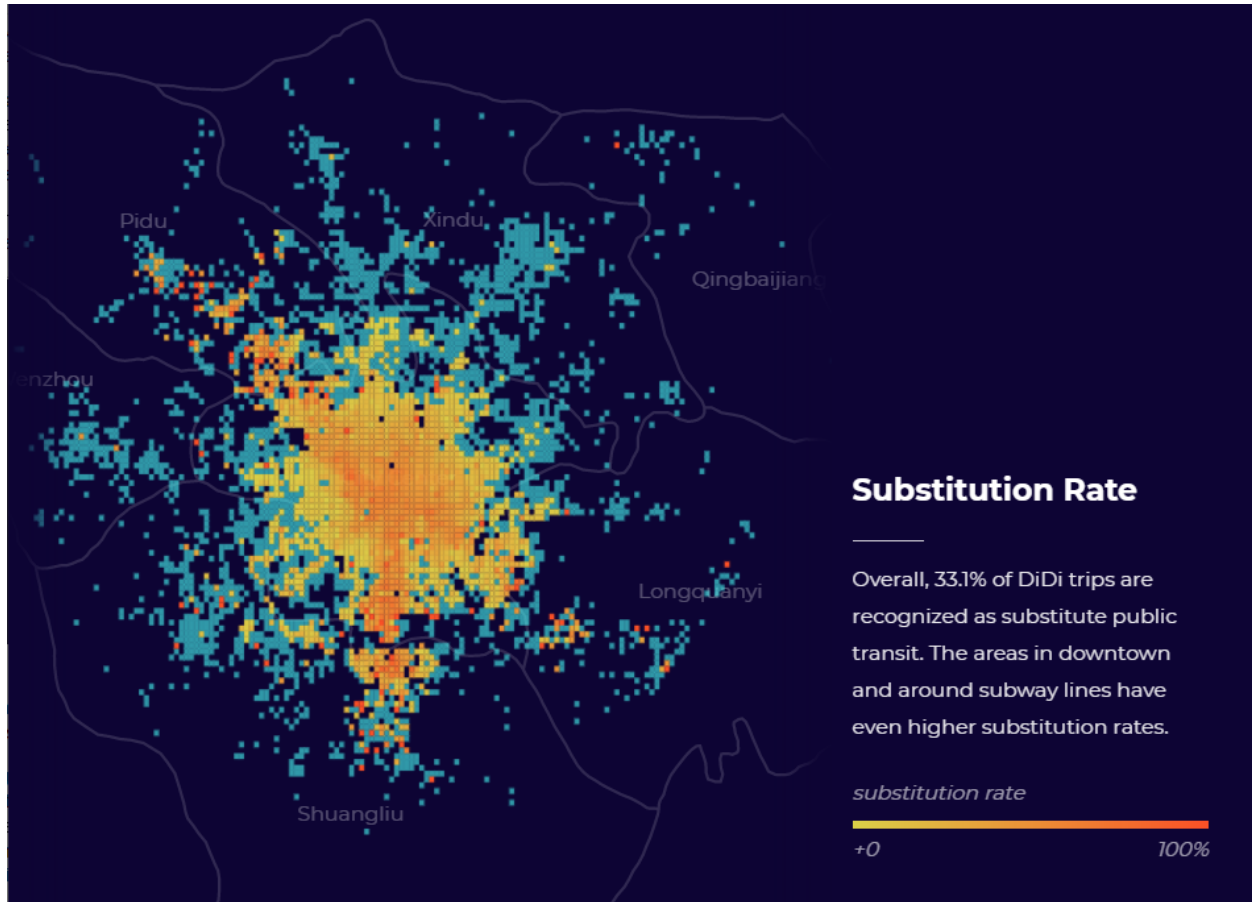 Pidu
Xindu
Qingbaijiang
enzhou
Longquanyi
Shuangliu
Substitution Rate
Overall, 33.1% of DiDi trips are
recognized as substitute public
transit. The areas in downtown
and around subway lines have
even higher substitution rates.
substitution rate
+0 100%